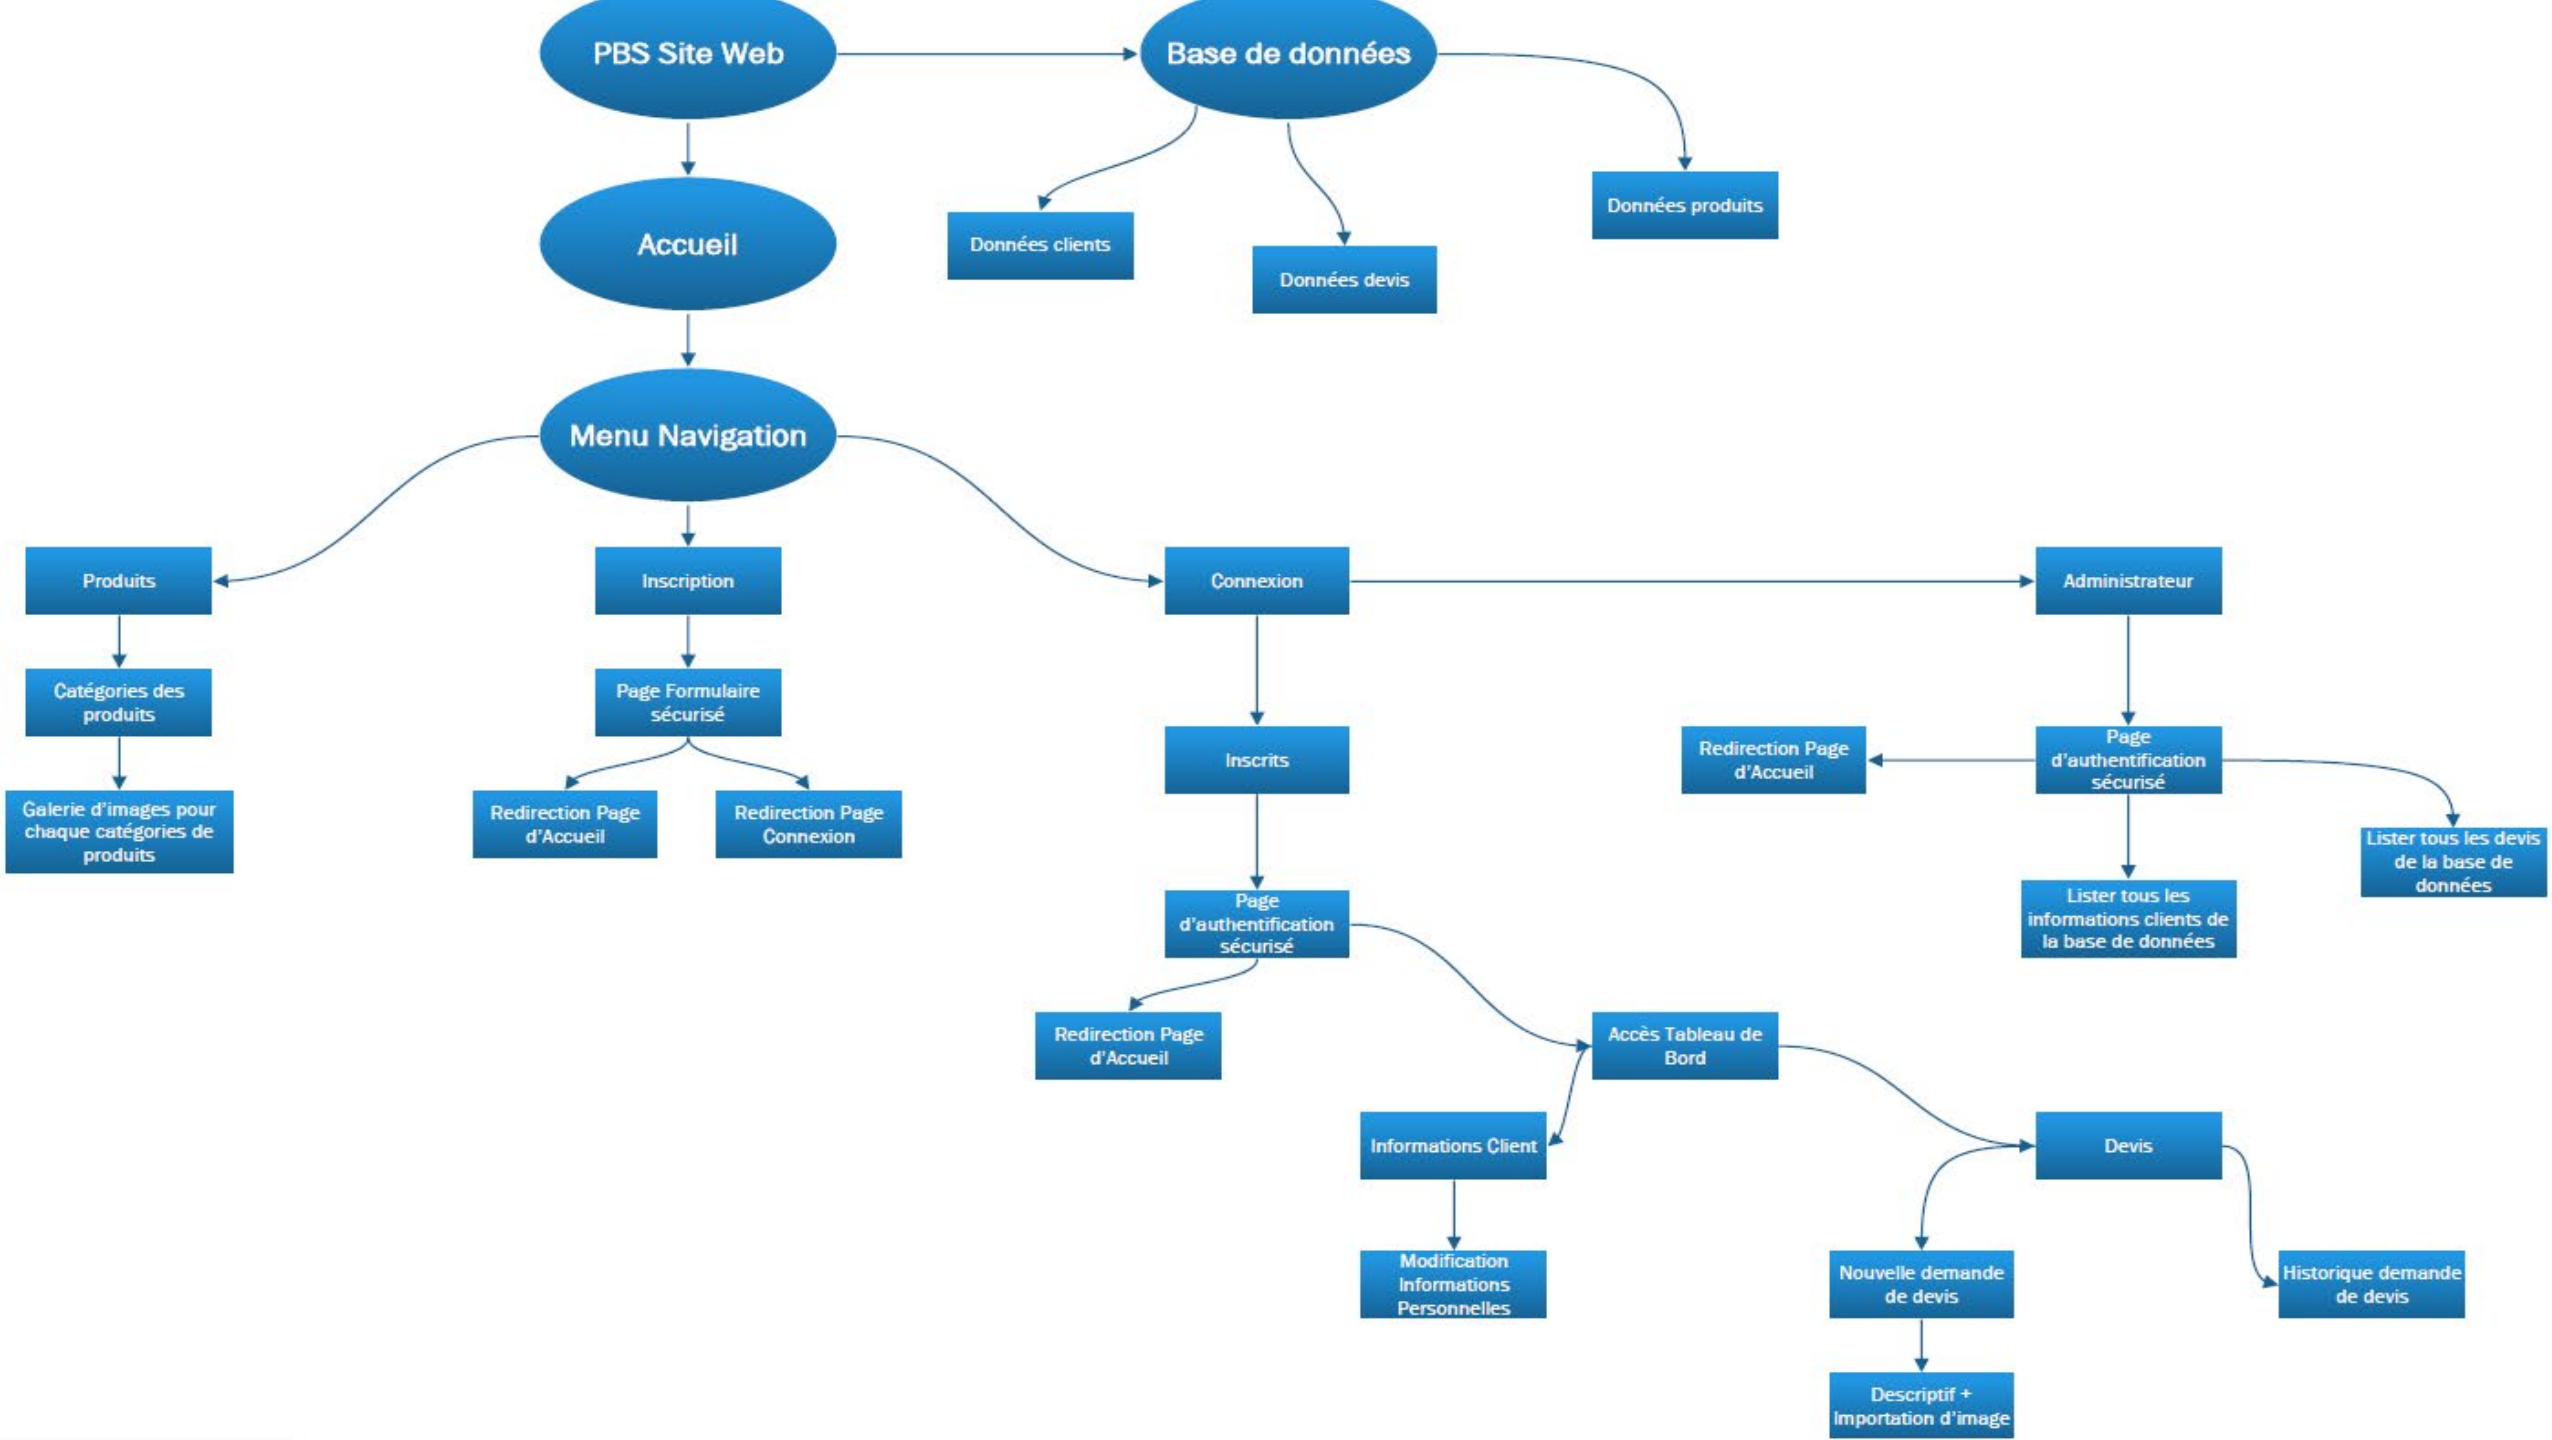 PBS Site Web
Base de données
Données produits
Accueil
Données clients
Données devis
Menu Navigation
Produits
Inscription
Connexion
Administrateur
Catégories des
produits
Page Formulaire
sécurisé
Inscrits
Redirection Page
d'Accueil
Page
d'authentification
sécurisé
Galerie d'images pour
chaque catégories de
produits
Redirection Page
d'Accueil
Redirection Page
Connexion
Lister tous les devis
de la base de
données
Lister tous les
informations clients de
la base de données
Page
d'authentification
sécurisé
Redirection Page
d'Accueil
Accès Tableau de
Bord
Informations Client
Devis
Modification
Informations
Personnelles
Nouvelle demande
de devis
Historique demande
de devis
Descriptif +
Importation d'image